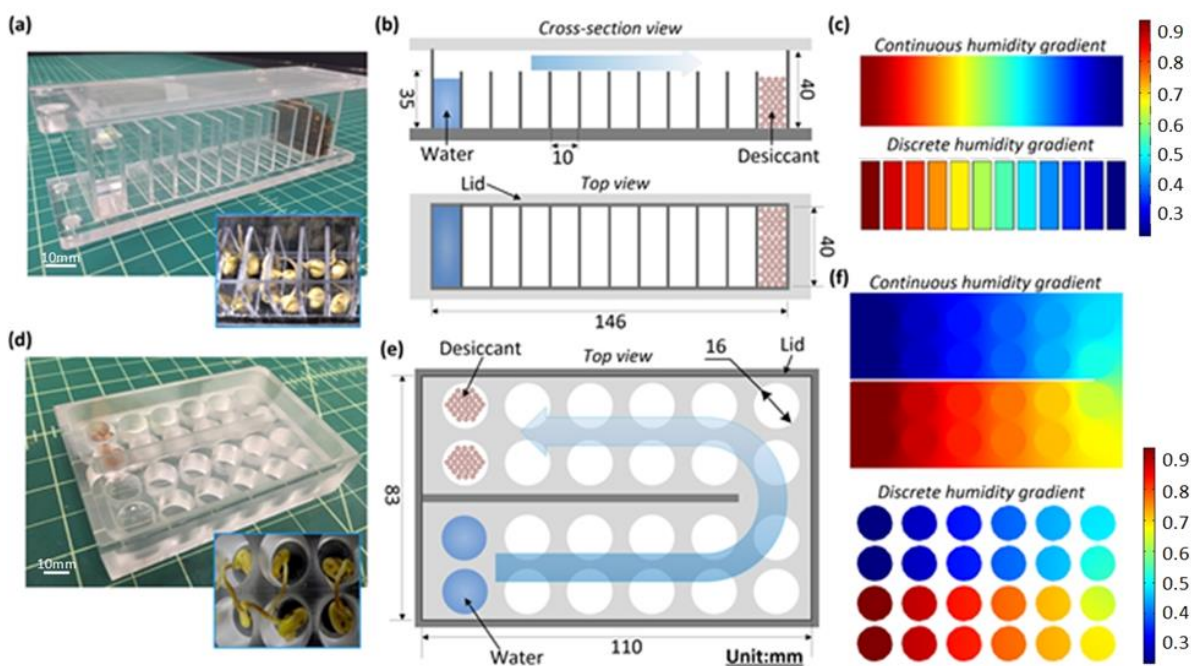 (a)
10mm
(b)
Cross-section view
35
40
Water
10
Desiccant
Lid
Top view
40
146
(c)
Continuous humidity gradient
Discrete humidity gradient
0.9
0.8
0.7
0.6
0.5
0.4
0.3
(d)
10mm
(e)
Desiccant
Top view
16
Lid
83
Water
110
Unit:mm
(f)
Continuous humidity gradient
Discrete humidity gradient
0.9
0.8
0.7
0.6
0.5
0.4
0.3